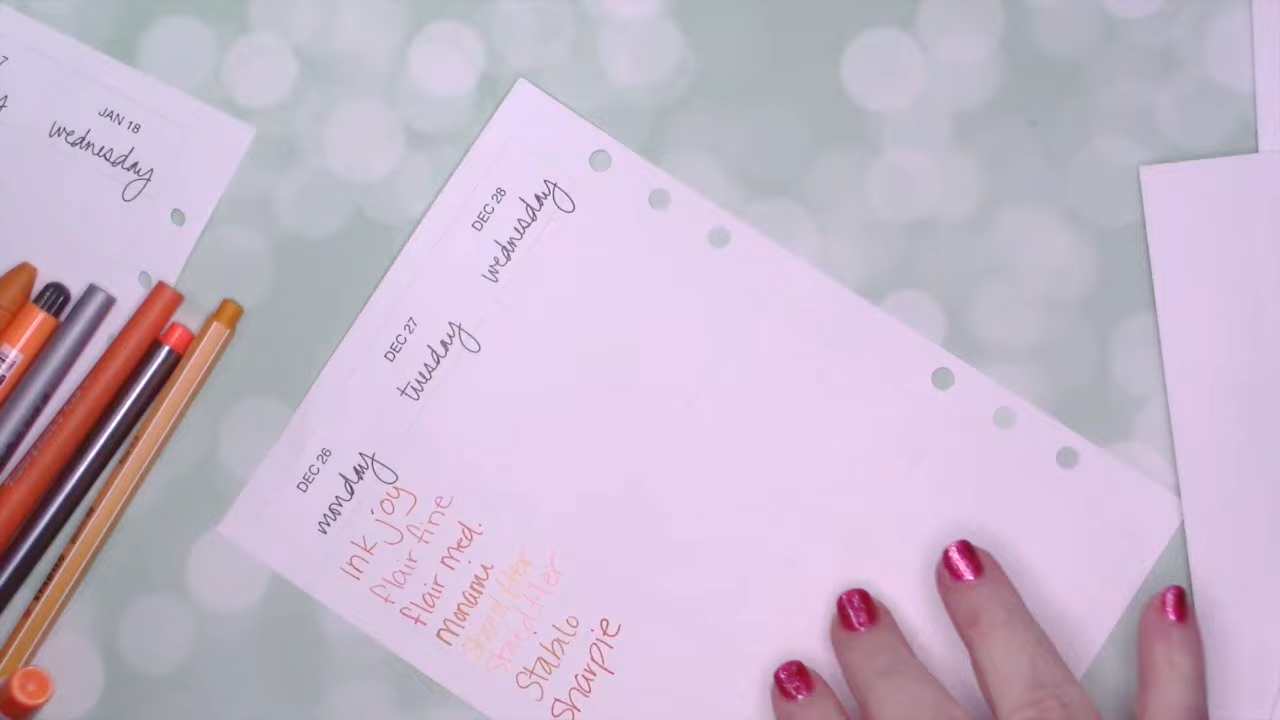 JAN 18
wednesday
DEC 28
wednesday
DEC 27
tuesday
DEC 26
monday
ink joy
flair fine
flair med.
monami
staedtler
staedtler
Stabilo
Sharpie